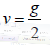 v = g/2